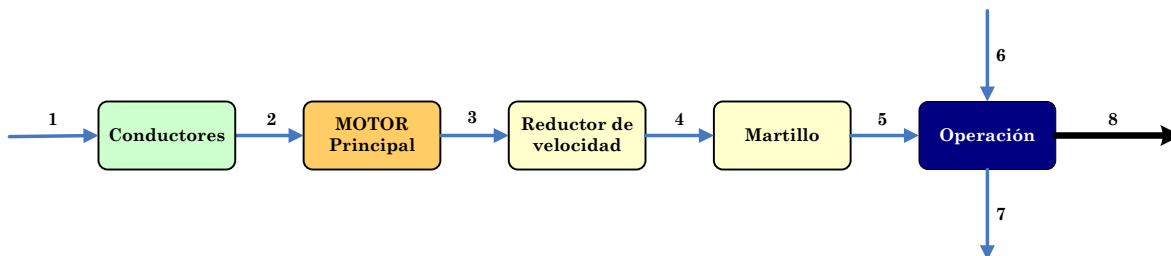 6
1
Conductores
2
MOTOR
Principal
3
Reductor de
velocidad
4
Martillo
5
Operación
8
7